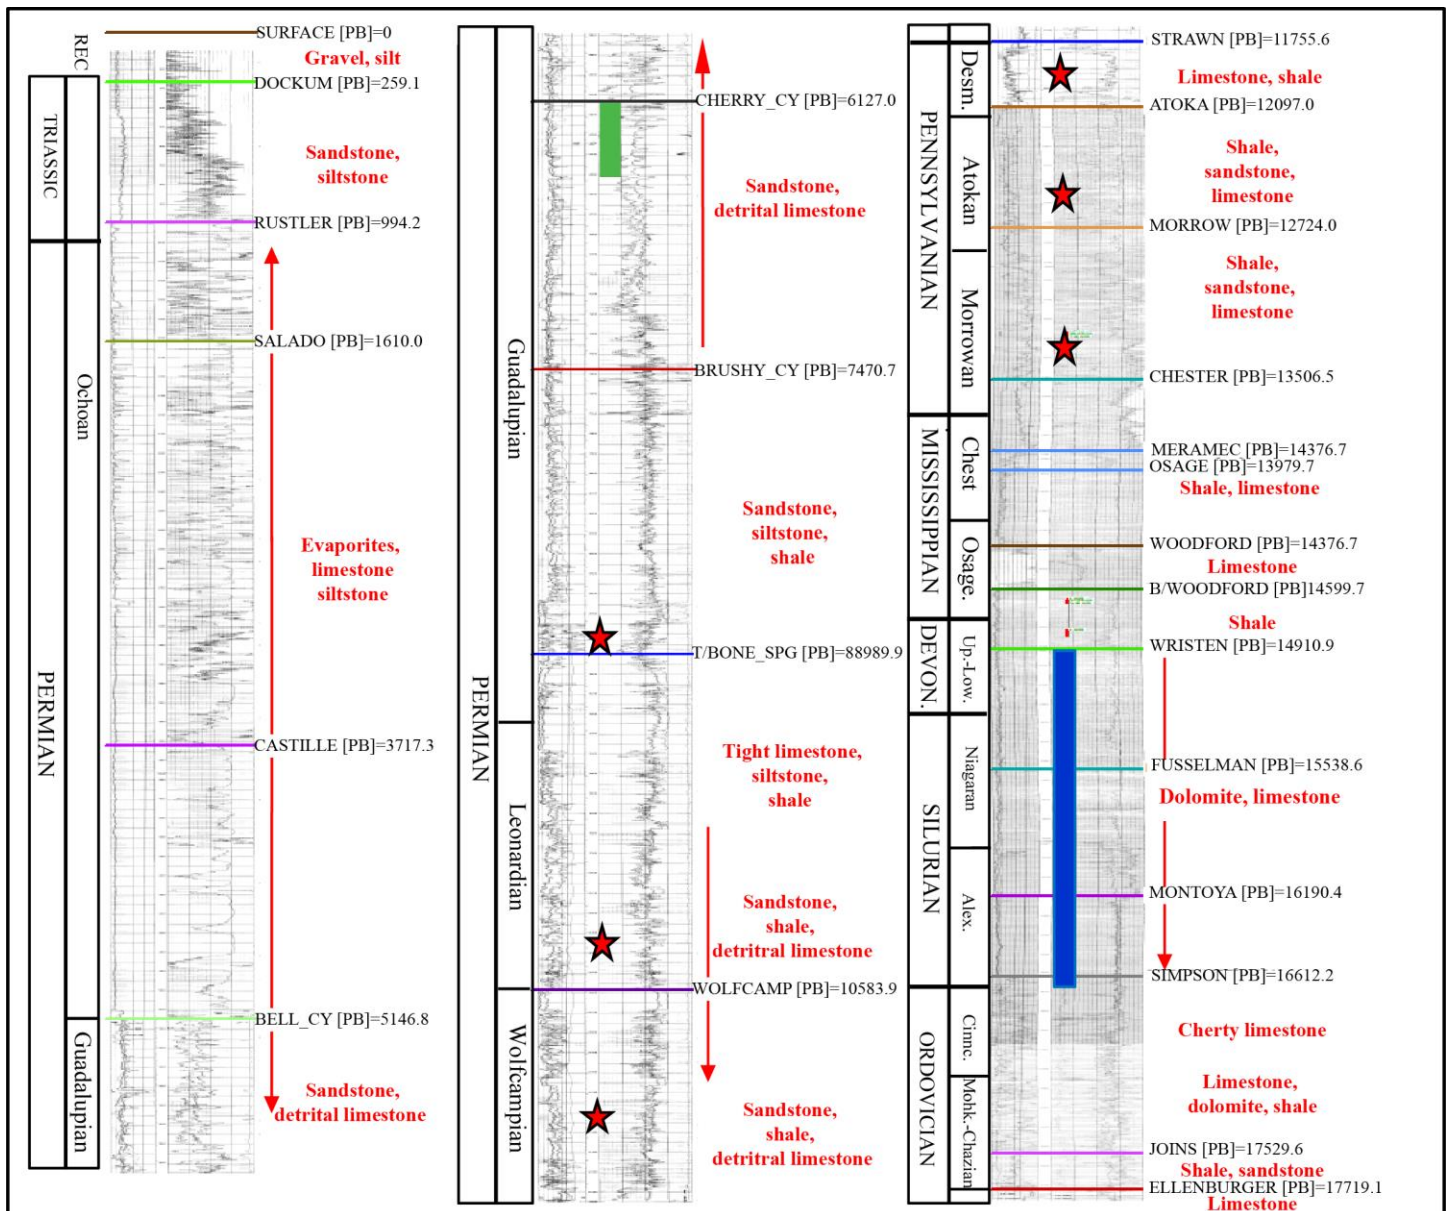 REC
SURFACE [PB]=0
Gravel, silt
DOCKUM [PB]=259.1
TRIASSIC
Sandstone,
siltstone
RUSTLER [PB]=994.2
PERMIAN
Ochoan
SALADO [PB]=1610.0
Evaporites,
limestone
siltstone
CASTILLE [PB]=3717.3
BELL_CY [PB]=5146.8
Guadalupian
Sandstone,
detrital limestone
PERMIAN
Guadalupian
CHERRY_CY [PB]=6127.0
Sandstone,
detrital limestone
BRUSHY_CY [PB]=7470.7
Sandstone,
siltstone,
shale
T/BONE_SPG [PB]=88989.9
Leonardian
Tight limestone,
siltstone,
shale
Sandstone,
shale,
detritral limestone
WOLFCAMP [PB]=10583.9
Wolfcampian
Sandstone,
shale,
detritral limestone
PENNSYLVANIAN
Desm.
STRAWN [PB]=11755.6
Limestone, shale
ATOKA [PB]=12097.0
Atokan
Shale,
sandstone,
limestone
MORROW [PB]=12724.0
Morrowan
Shale,
sandstone,
limestone
CHESTER [PB]=13506.5
MISSISSIPPIAN
Chest
MERAMEC [PB]=14376.7
OSAGE [PB]=13979.7
Shale, limestone
Osage.
WOODFORD [PB]=14376.7
Limestone
B/WOODFORD [PB]14599.7
Shale
DEVON.
Up.-Low.
WRISTEN [PB]=14910.9
SILURIAN
Niagaran
FUSSELMAN [PB]=15538.6
Dolomite, limestone
Alex.
MONTOYA [PB]=16190.4
SIMPSON [PB]=16612.2
ORDOVICIAN
Cinnc.
Cherty limestone
Mohk.-Chazian
Limestone,
dolomite, shale
JOINS [PB]=17529.6
Shale, sandstone
ELLENBURGER [PB]=17719.1
Limestone